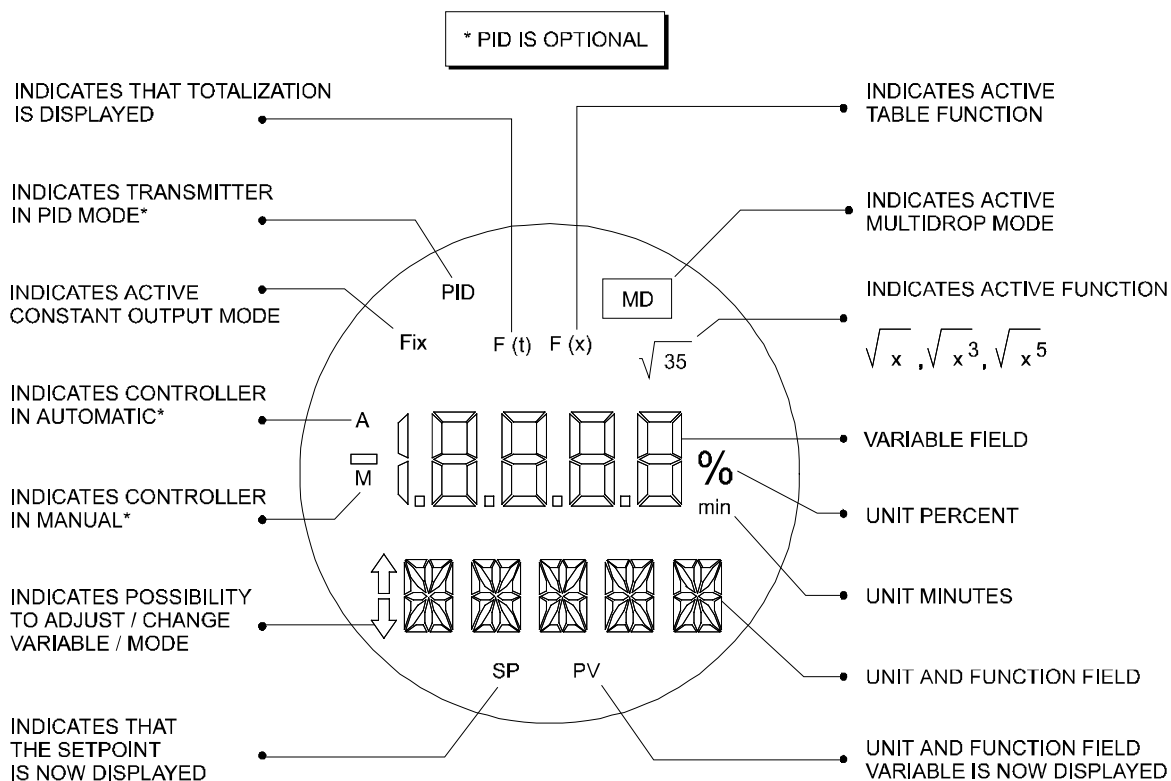 * PID IS OPTIONAL
INDICATES THAT TOTALIZATION
IS DISPLAYED
INDICATES TRANSMITTER
IN PID MODE*
INDICATES ACTIVE
CONSTANT OUTPUT MODE
INDICATES CONTROLLER
IN AUTOMATIC*
INDICATES CONTROLLER
IN MANUAL*
INDICATES POSSIBILITY
TO ADJUST / CHANGE
VARIABLE / MODE
INDICATES THAT
THE SETPOINT
IS NOW DISPLAYED
PID
MD
Fix
F (t)
F (x)
√35
A
M
18.8.8.8
%
min
SP
PV
INDICATES ACTIVE
TABLE FUNCTION
INDICATES ACTIVE
MULTIDROP MODE
INDICATES ACTIVE FUNCTION
√x , √x³, √x⁵
VARIABLE FIELD
UNIT PERCENT
UNIT MINUTES
UNIT AND FUNCTION FIELD
UNIT AND FUNCTION FIELD
VARIABLE IS NOW DISPLAYED